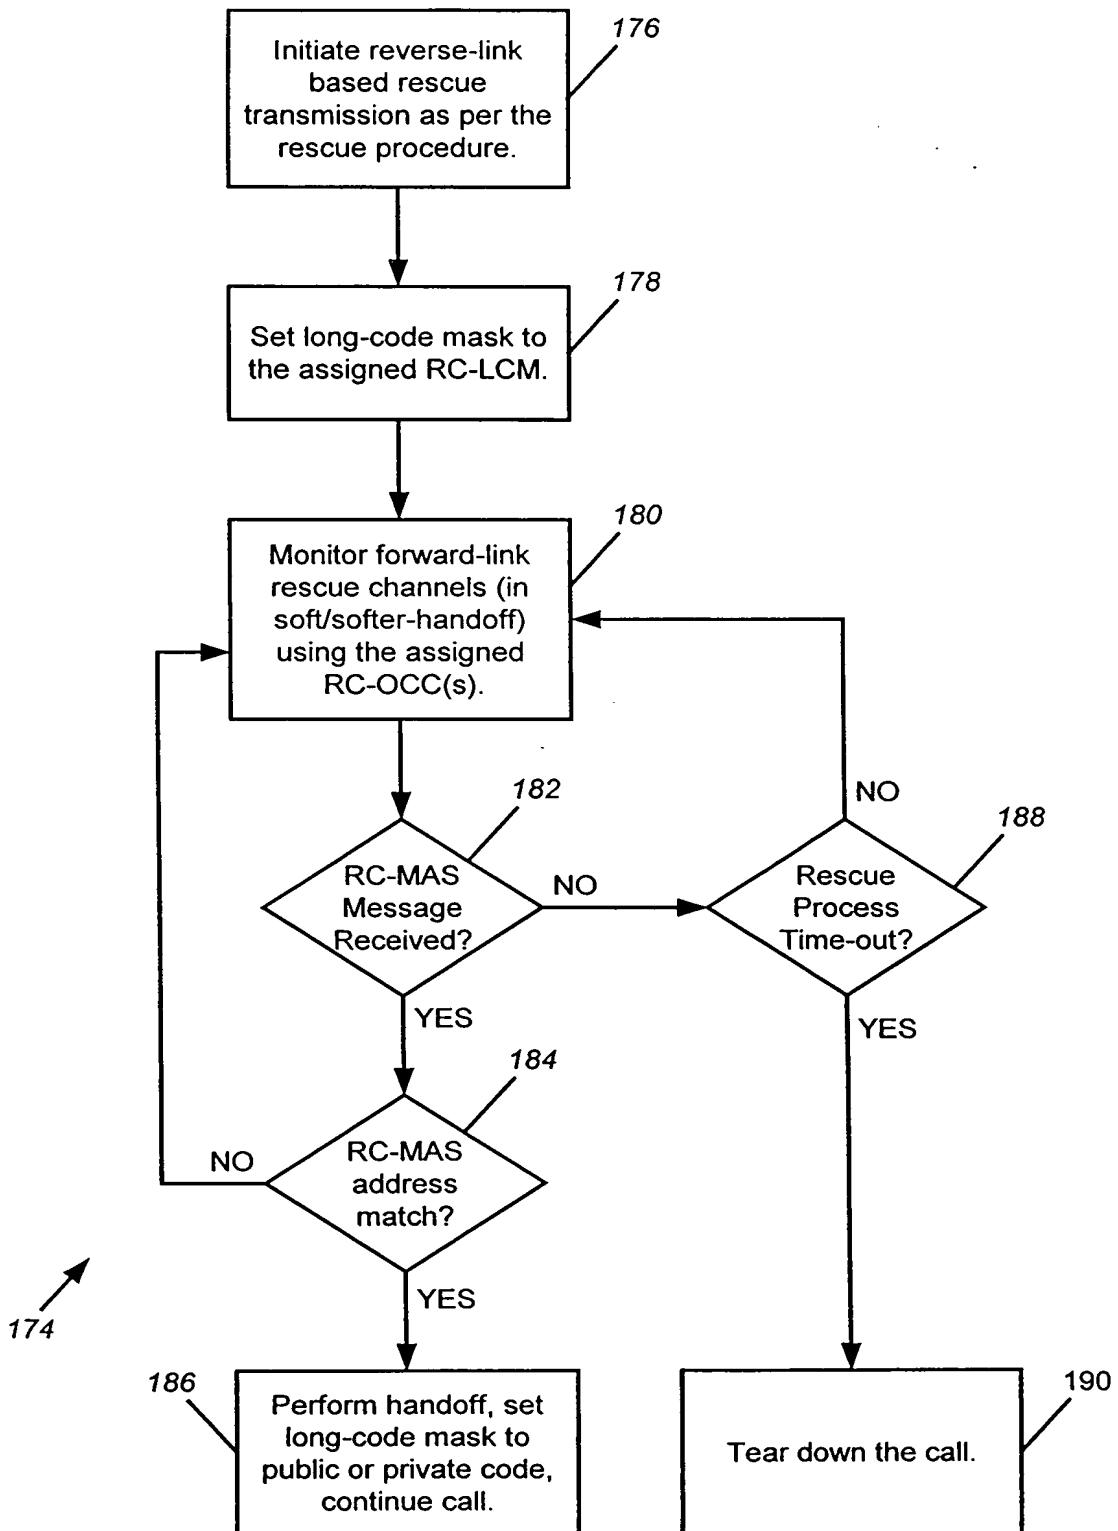 176
Initiate reverse-link
based rescue
transmission as per the
rescue procedure.
178
Set long-code mask to
the assigned RC-LCM.
180
Monitor forward-link
rescue channels (in
soft/softer-handoff)
using the assigned
RC-OCC(s).
182
RC-MAS
Message
Received?
NO
YES
188
Rescue
Process
Time-out?
NO
YES
184
RC-MAS
address
match?
NO
YES
174
186
Perform handoff, set
long-code mask to
public or private code,
continue call.
190
Tear down the call.